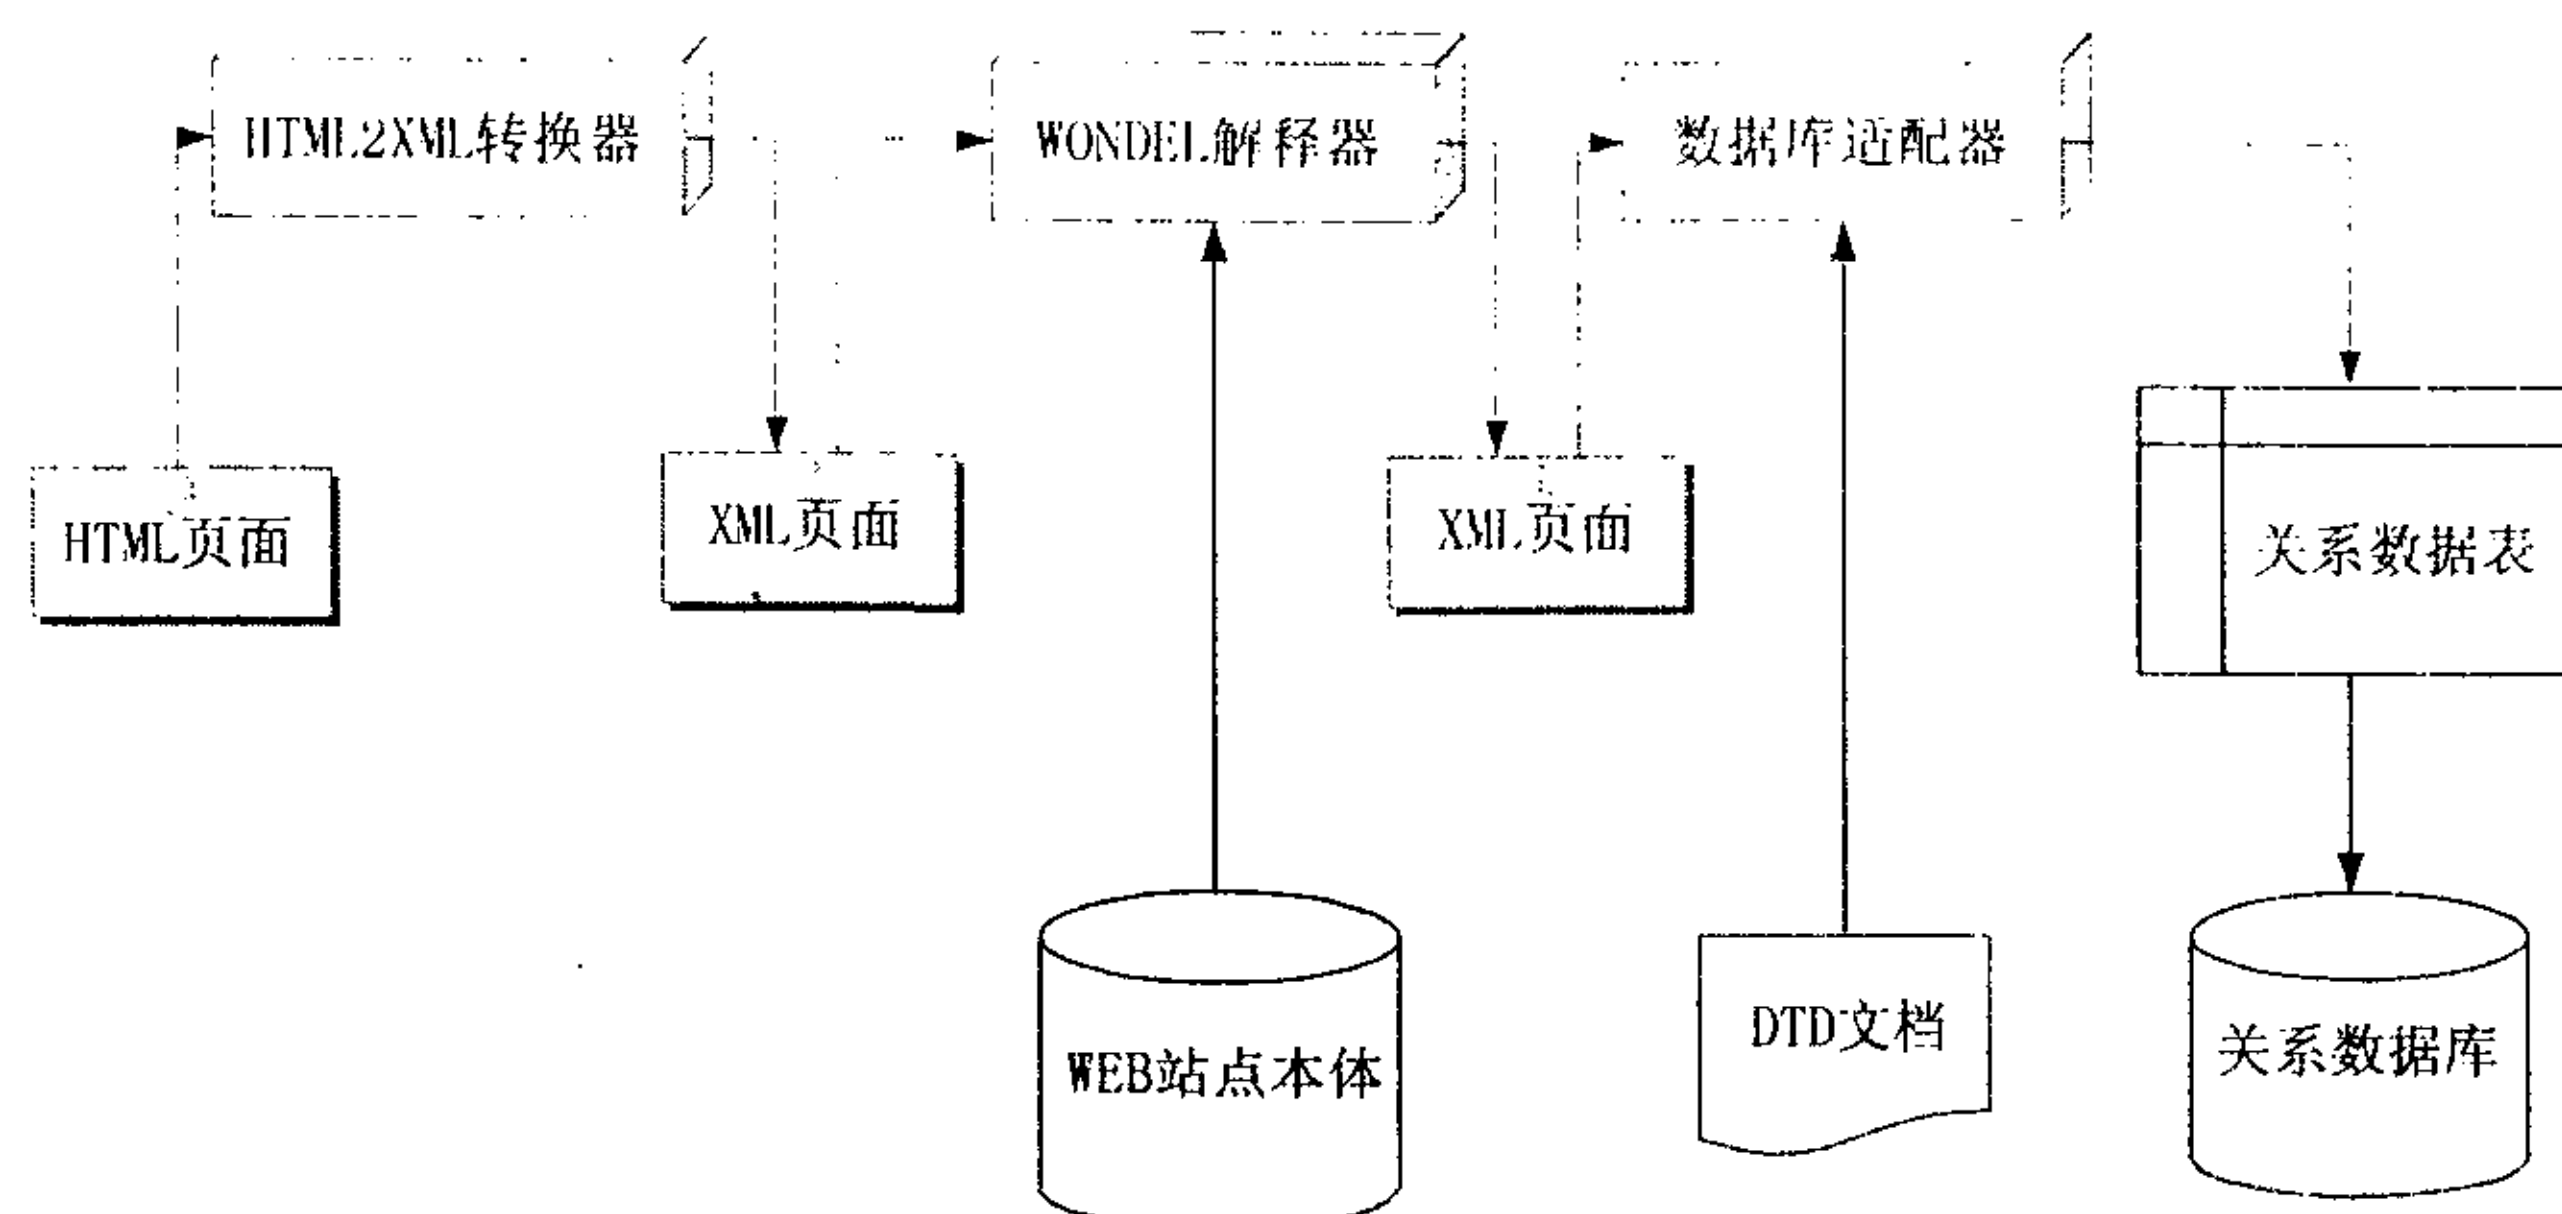 HTML2XML转换器
WONDEL解释器
数据库适配器
HTML页面
XML页面
XML页面
关系数据表
WEB站点本体
DTD文档
关系数据库